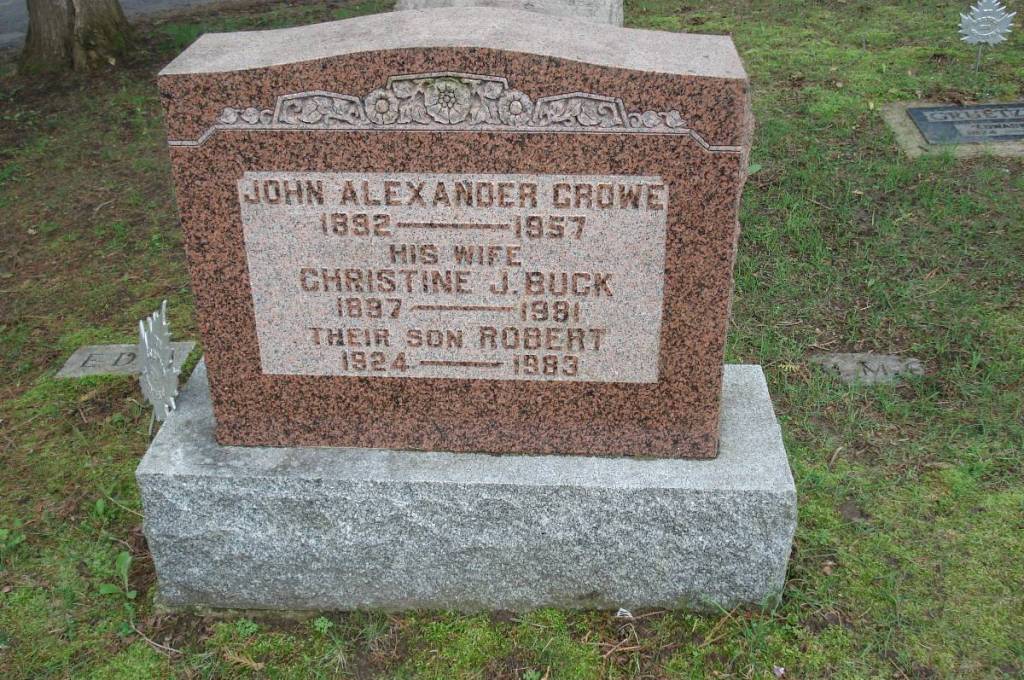 JOHN ALEXANDER CROWE
1892 — 1957
HIS WIFE
CHRISTINE J. BUCK
1897 — 1981
THEIR SON ROBERT
1924 — 1983